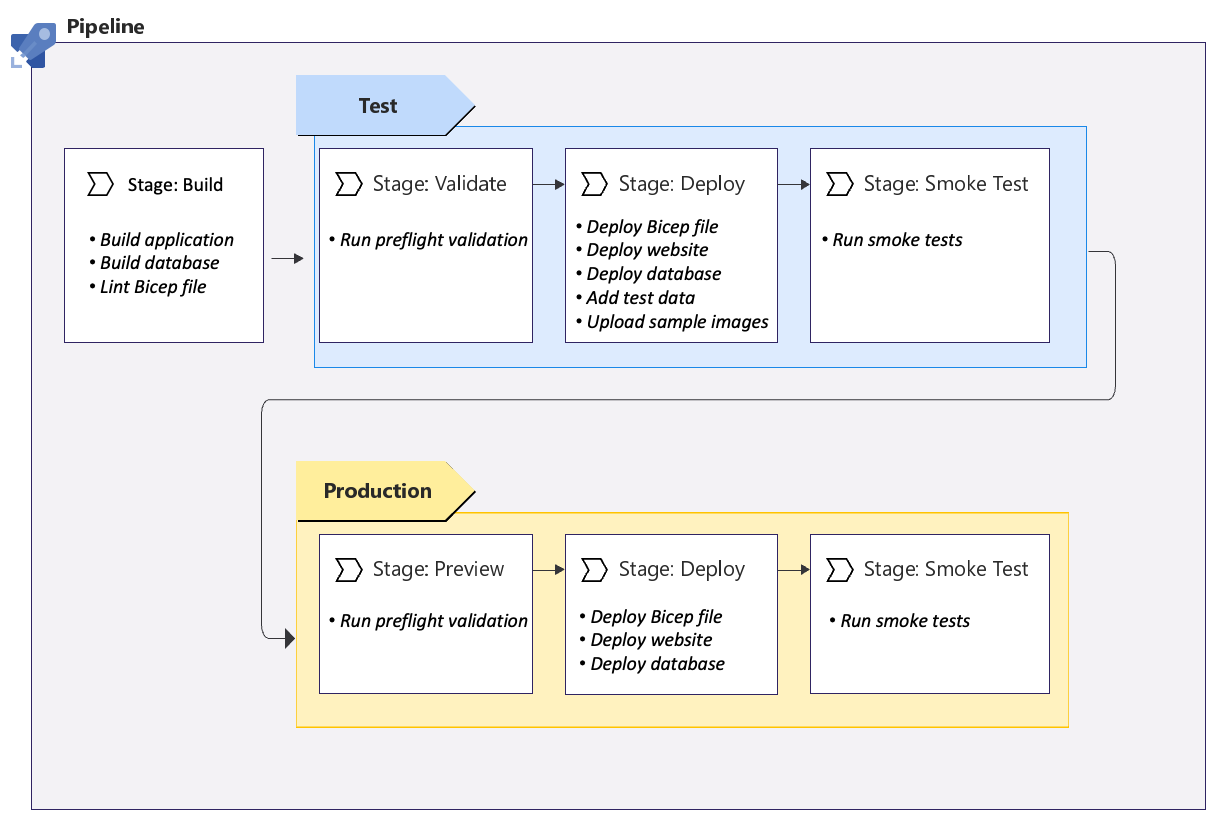 Pipeline
Test
Stage: Build
• Build application
• Build database
• Lint Bicep file
Stage: Validate
• Run preflight validation
Stage: Deploy
• Deploy Bicep file
• Deploy website
• Deploy database
• Add test data
• Upload sample images
Stage: Smoke Test
• Run smoke tests
Production
Stage: Preview
• Run preflight validation
Stage: Deploy
• Deploy Bicep file
• Deploy website
• Deploy database
Stage: Smoke Test
• Run smoke tests